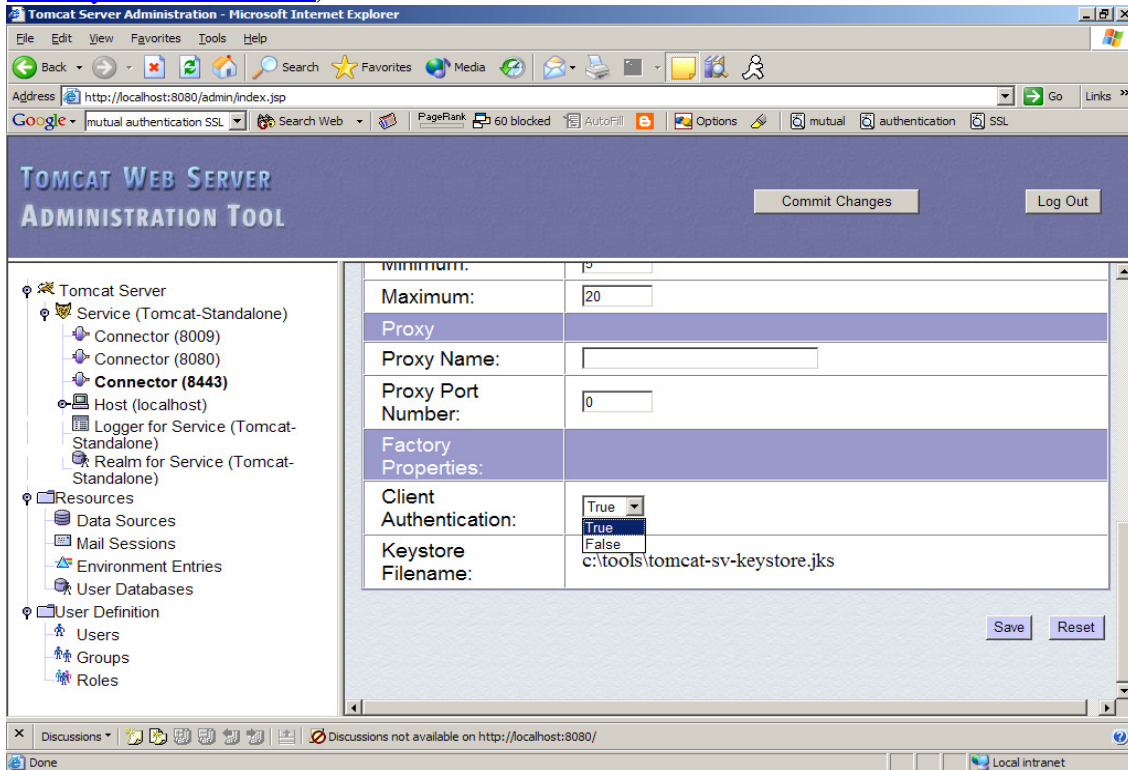 Tomcat Server Administration - Microsoft Internet Explorer
File Edit View Favorites Tools Help
Back Search Favorites Media
Address http://localhost:8080/admin/index.jsp Go Links »
Google mutual authentication SSL Search Web PageRank 60 blocked AutoFill Options mutual authentication SSL
TOMCAT WEB SERVER
ADMINISTRATION TOOL
Commit Changes Log Out
Tomcat Server
Service (Tomcat-Standalone)
Connector (8009)
Connector (8080)
Connector (8443)
Host (localhost)
Logger for Service (Tomcat-
Standalone)
Realm for Service (Tomcat-
Standalone)
Resources
Data Sources
Mail Sessions
Environment Entries
User Databases
User Definition
Users
Groups
Roles
Minimum: 5
Maximum: 20
Proxy
Proxy Name:
Proxy Port
Number: 0
Factory
Properties:
Client
Authentication: True
True
False
Keystore
Filename: c:\tools\tomcat-sv-keystore.jks
Save Reset
Discussions Discussions not available on http://localhost:8080/
Done Local intranet